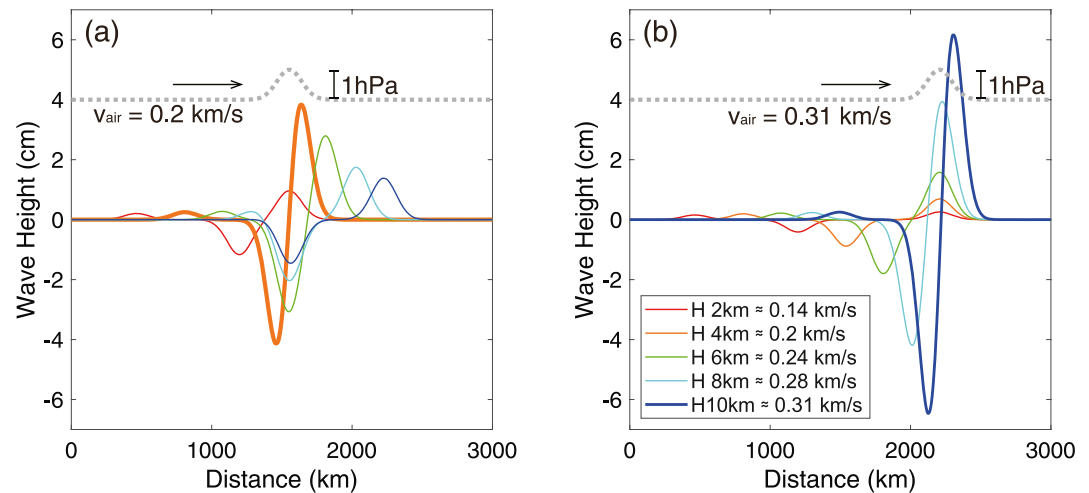 (a)
6
4
2
0
-2
-4
-6
Wave Height (cm)
1hPa
vair = 0.2 km/s
0
1000
2000
3000
Distance (km)
(b)
6
4
2
0
-2
-4
-6
Wave Height (cm)
1hPa
vair = 0.31 km/s
H 2km ≈ 0.14 km/s
H 4km ≈ 0.2 km/s
H 6km ≈ 0.24 km/s
H 8km ≈ 0.28 km/s
H10km ≈ 0.31 km/s
0
1000
2000
3000
Distance (km)